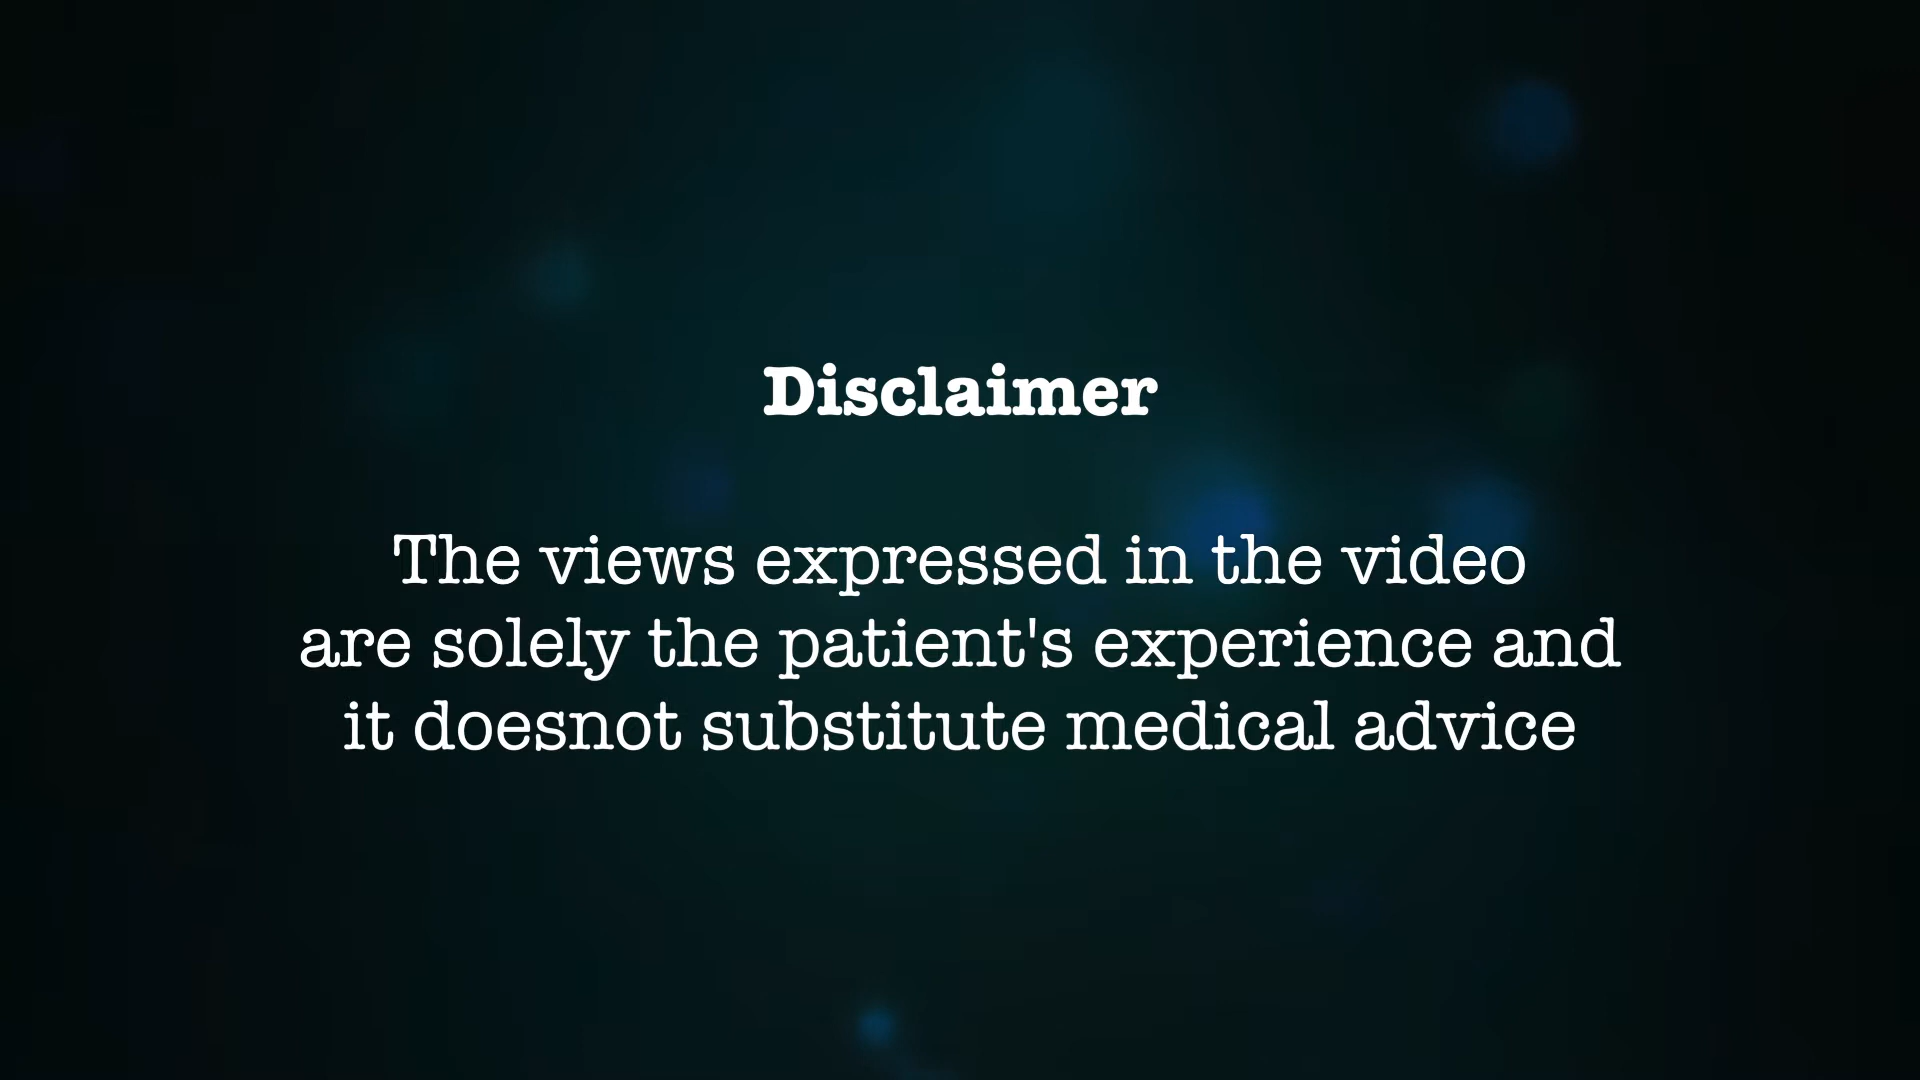 Disclaimer
The views expressed in the video
are solely the patient's experience and
it doesnot substitute medical advice